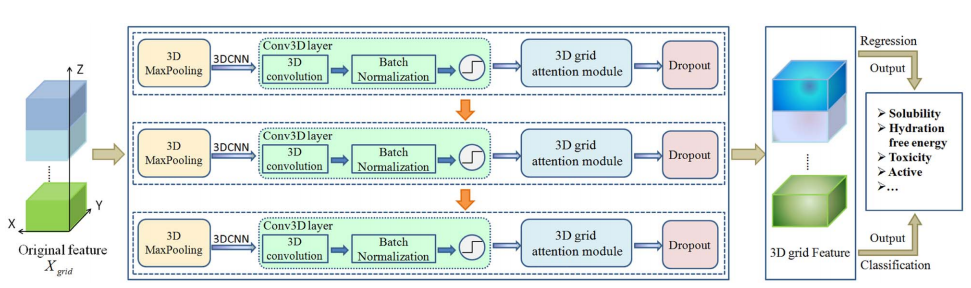 Z
Y
X
Original feature
X grid
3D
MaxPooling
3DCNN
Conv3D layer
3D
convolution
Batch
Normalization
3D grid
attention module
Dropout
3D
MaxPooling
3DCNN
Conv3D layer
3D
convolution
Batch
Normalization
3D grid
attention module
Dropout
3D
MaxPooling
3DCNN
Conv3D layer
3D
convolution
Batch
Normalization
3D grid
attention module
Dropout
3D grid Feature
Regression
Output
➢ Solubility
➢ Hydration
free energy
➢ Toxicity
➢ Active
➢ …
Output
Classification